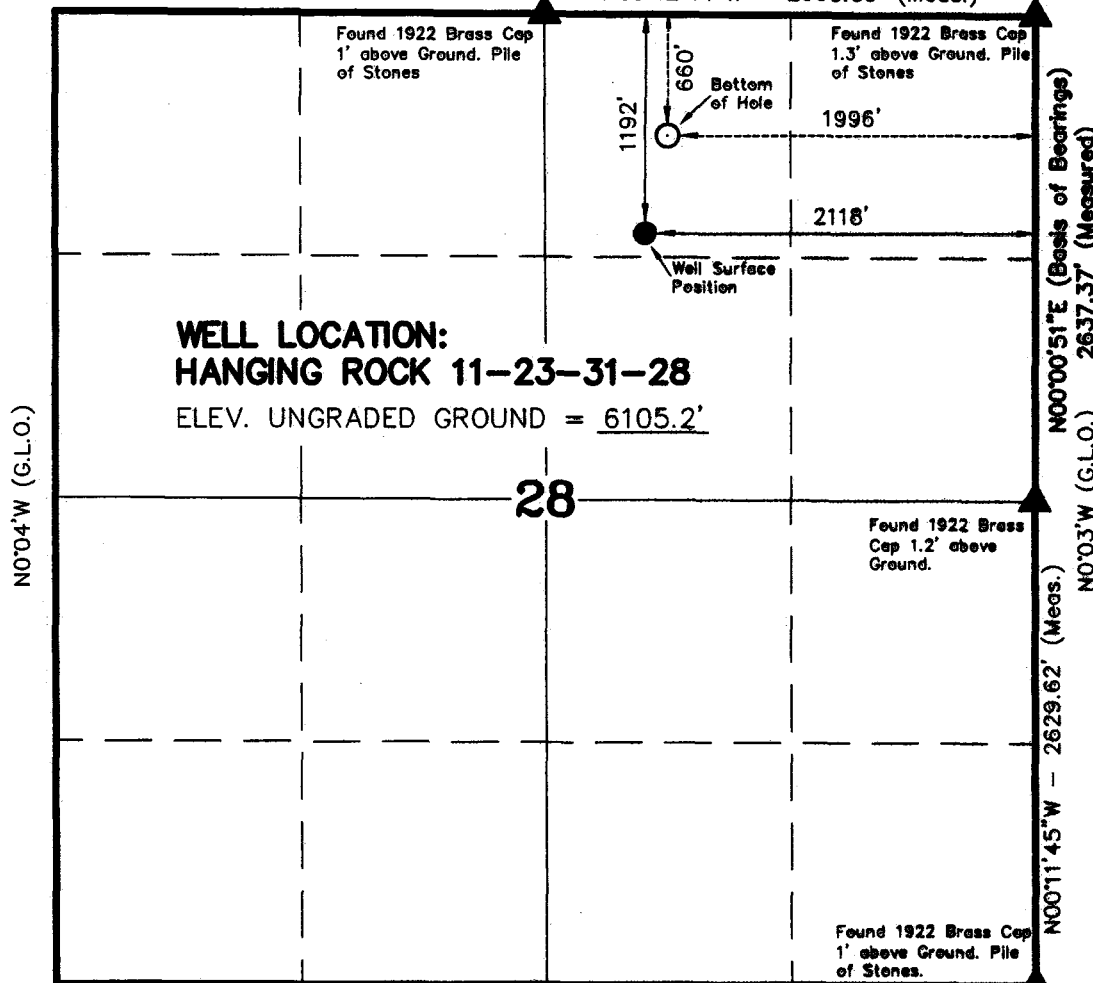 (Meas.)
Found 1922 Brass Cap
1' above Ground. Pile
of Stones
Found 1922 Brass Cap
1.3' above Ground. Pile
of Stones
660'
1192'
Bottom
of Hole
1996'
2118'
Well Surface
Position
N00°00'51"E (Basis of Bearings)
2637.37' (Measured)
WELL LOCATION:
HANGING ROCK 11-23-31-28
ELEV. UNGRADED GROUND = 6105.2'
N0°04'W (G.L.O.)
28
N0°03'W (G.L.O.)
Found 1922 Brass
Cap 1.2' above
Ground.
N00°11'45"W - 2629.62' (Meas.)
Found 1922 Brass Cap
1' above Ground. Pile
of Stones.